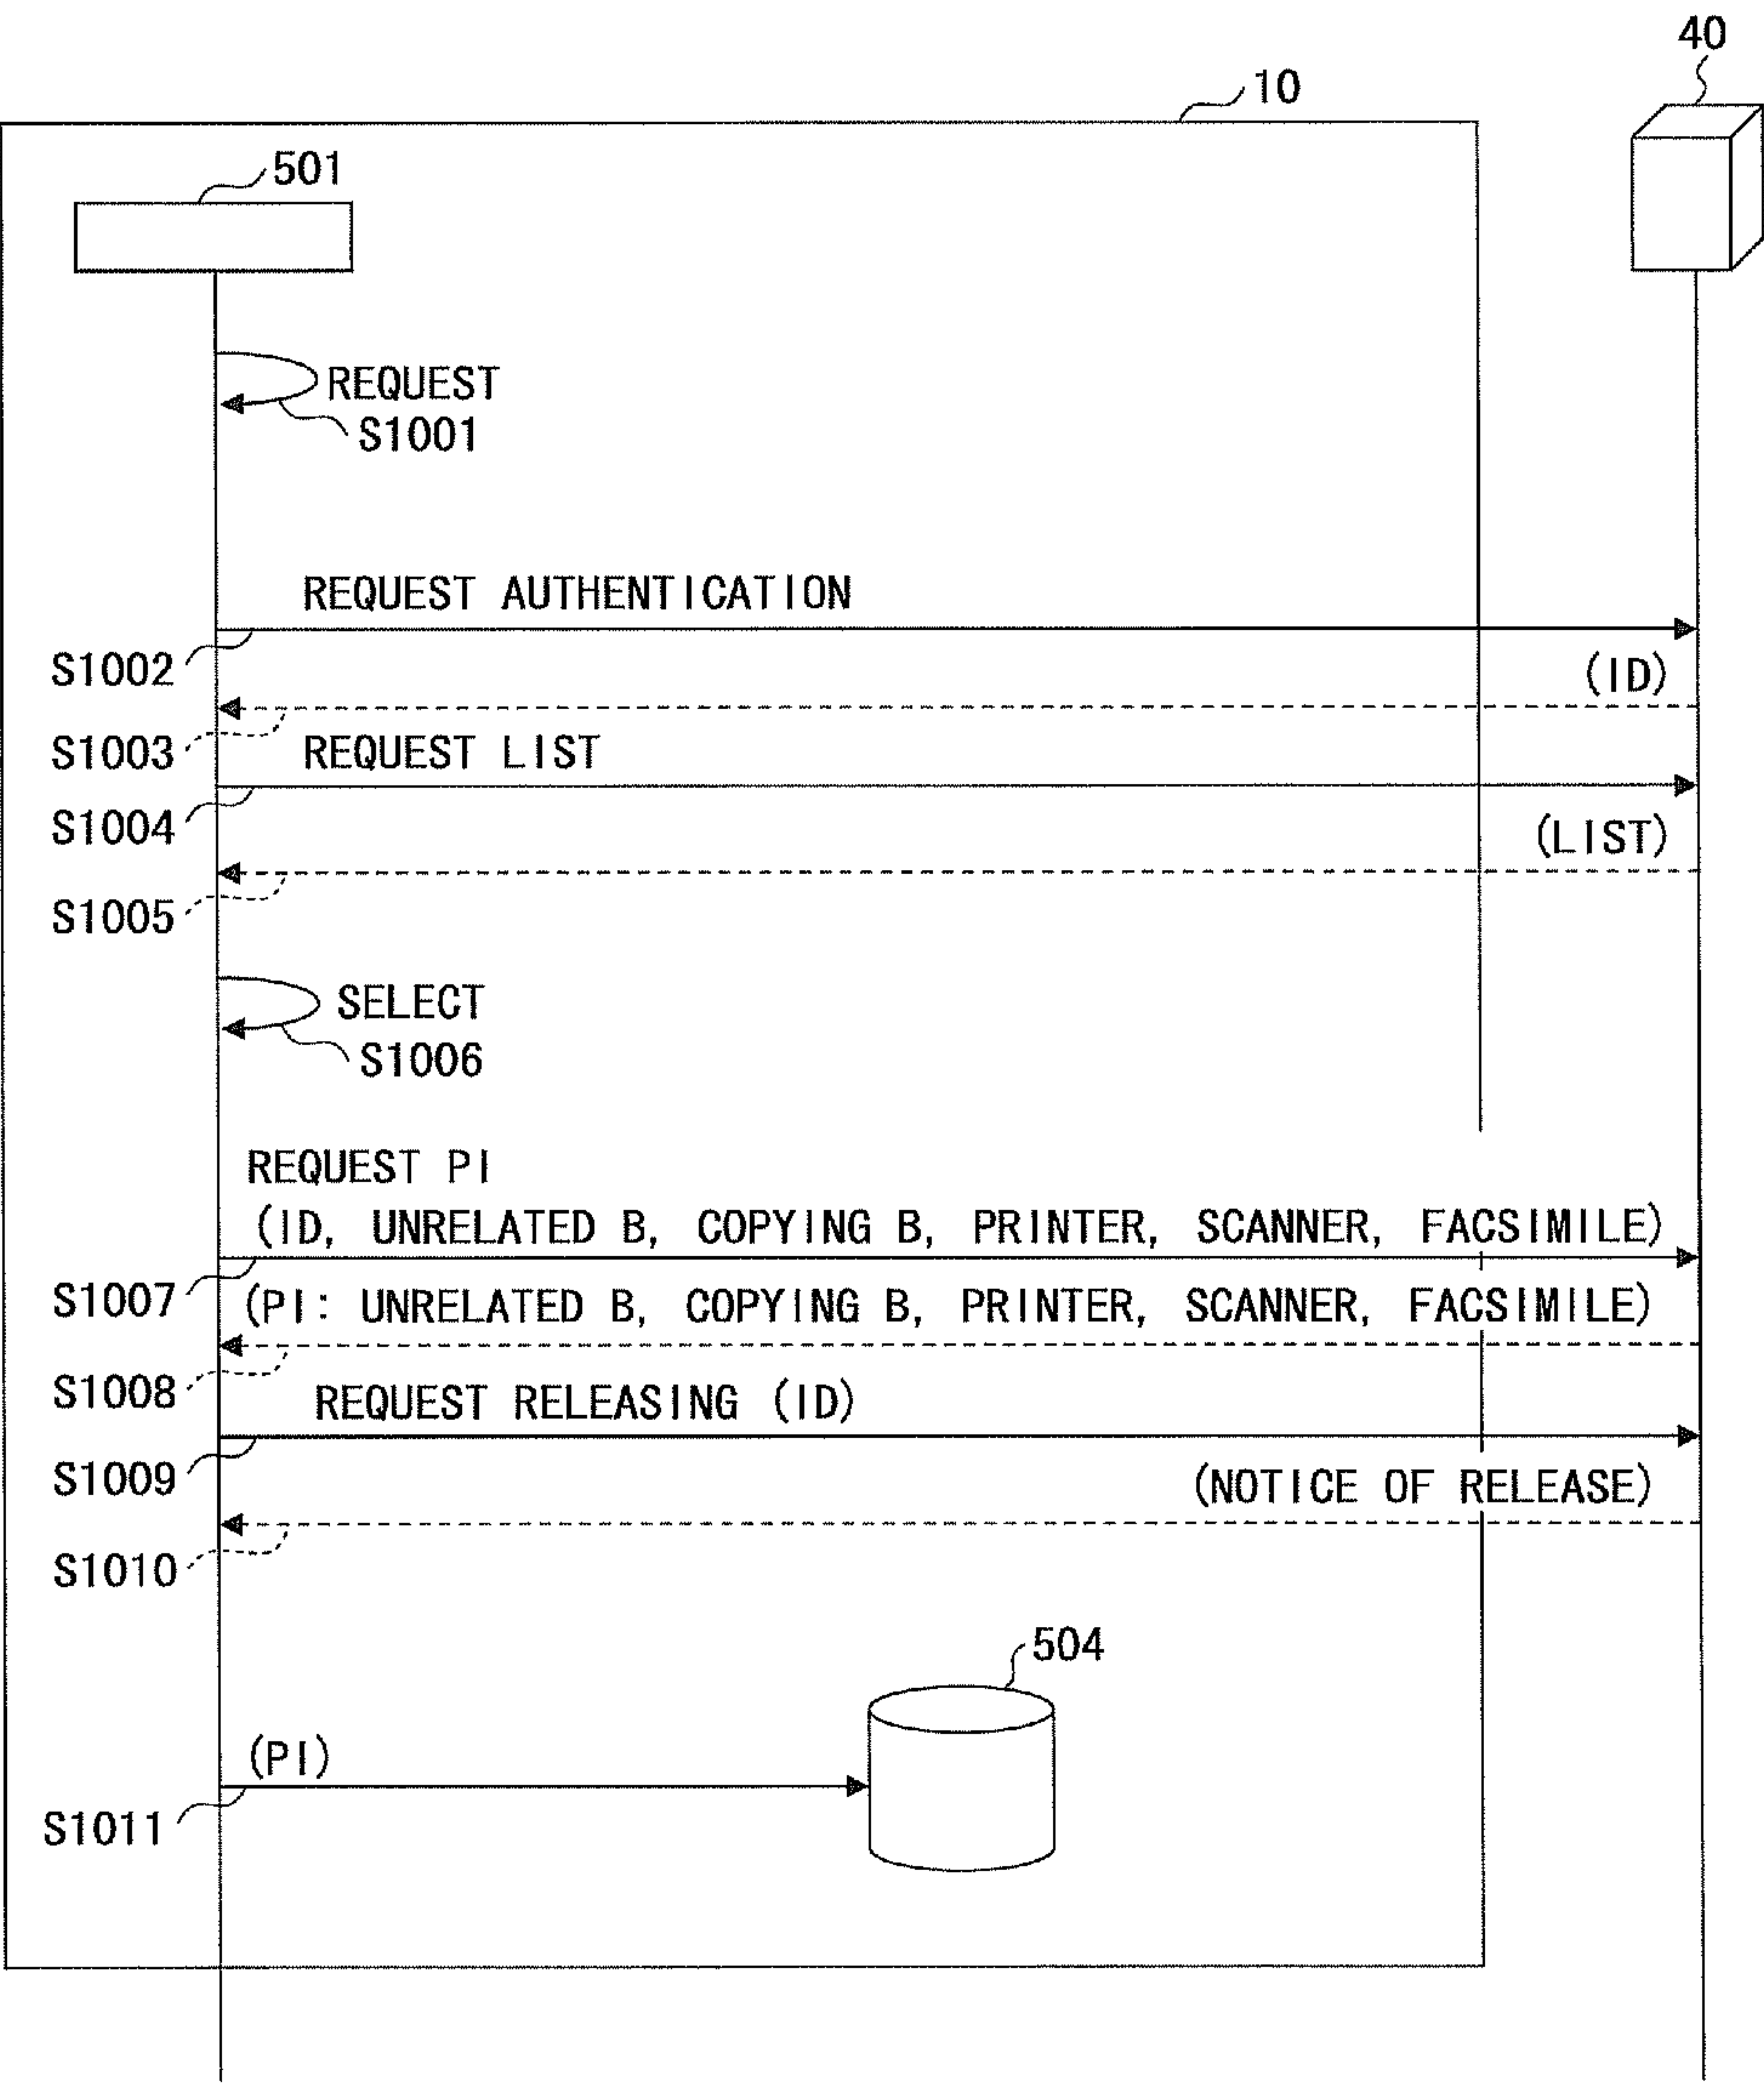 40
10
501
REQUEST
S1001
REQUEST AUTHENTICATION
S1002
(ID)
S1003
REQUEST LIST
S1004
(LIST)
S1005
SELECT
S1006
REQUEST PI
(ID, UNRELATED B, COPYING B, PRINTER, SCANNER, FACSIMILE)
S1007
(PI: UNRELATED B, COPYING B, PRINTER, SCANNER, FACSIMILE)
S1008
REQUEST RELEASING (ID)
S1009
(NOTICE OF RELEASE)
S1010
504
(PI)
S1011